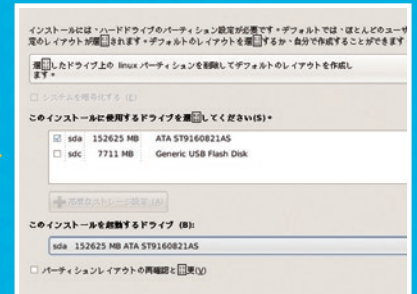 インストールには、ハードドライブのパーティション設定が必要です。デフォルトでは、ほとんどのユーザ
定のレイアウトが選□されます。デフォルトのレイアウトを選□するか、自分で作成することができます
選□したドライブ上の linux パーティションを削除してデフォルトのレイアウトを作成し
ます。
システムを暗号化する (E)
このインストールに使用するドライブを選□してください(S)。
sda 152625 MB ATA ST9160821AS
sdc 7711 MB Generic USB Flash Disk
高度なストレージ設定 (A)
このインストールを起動するドライブ (B):
sda 152625 MB ATA ST9160821AS
パーティションレイアウトの再確認と□更(V)